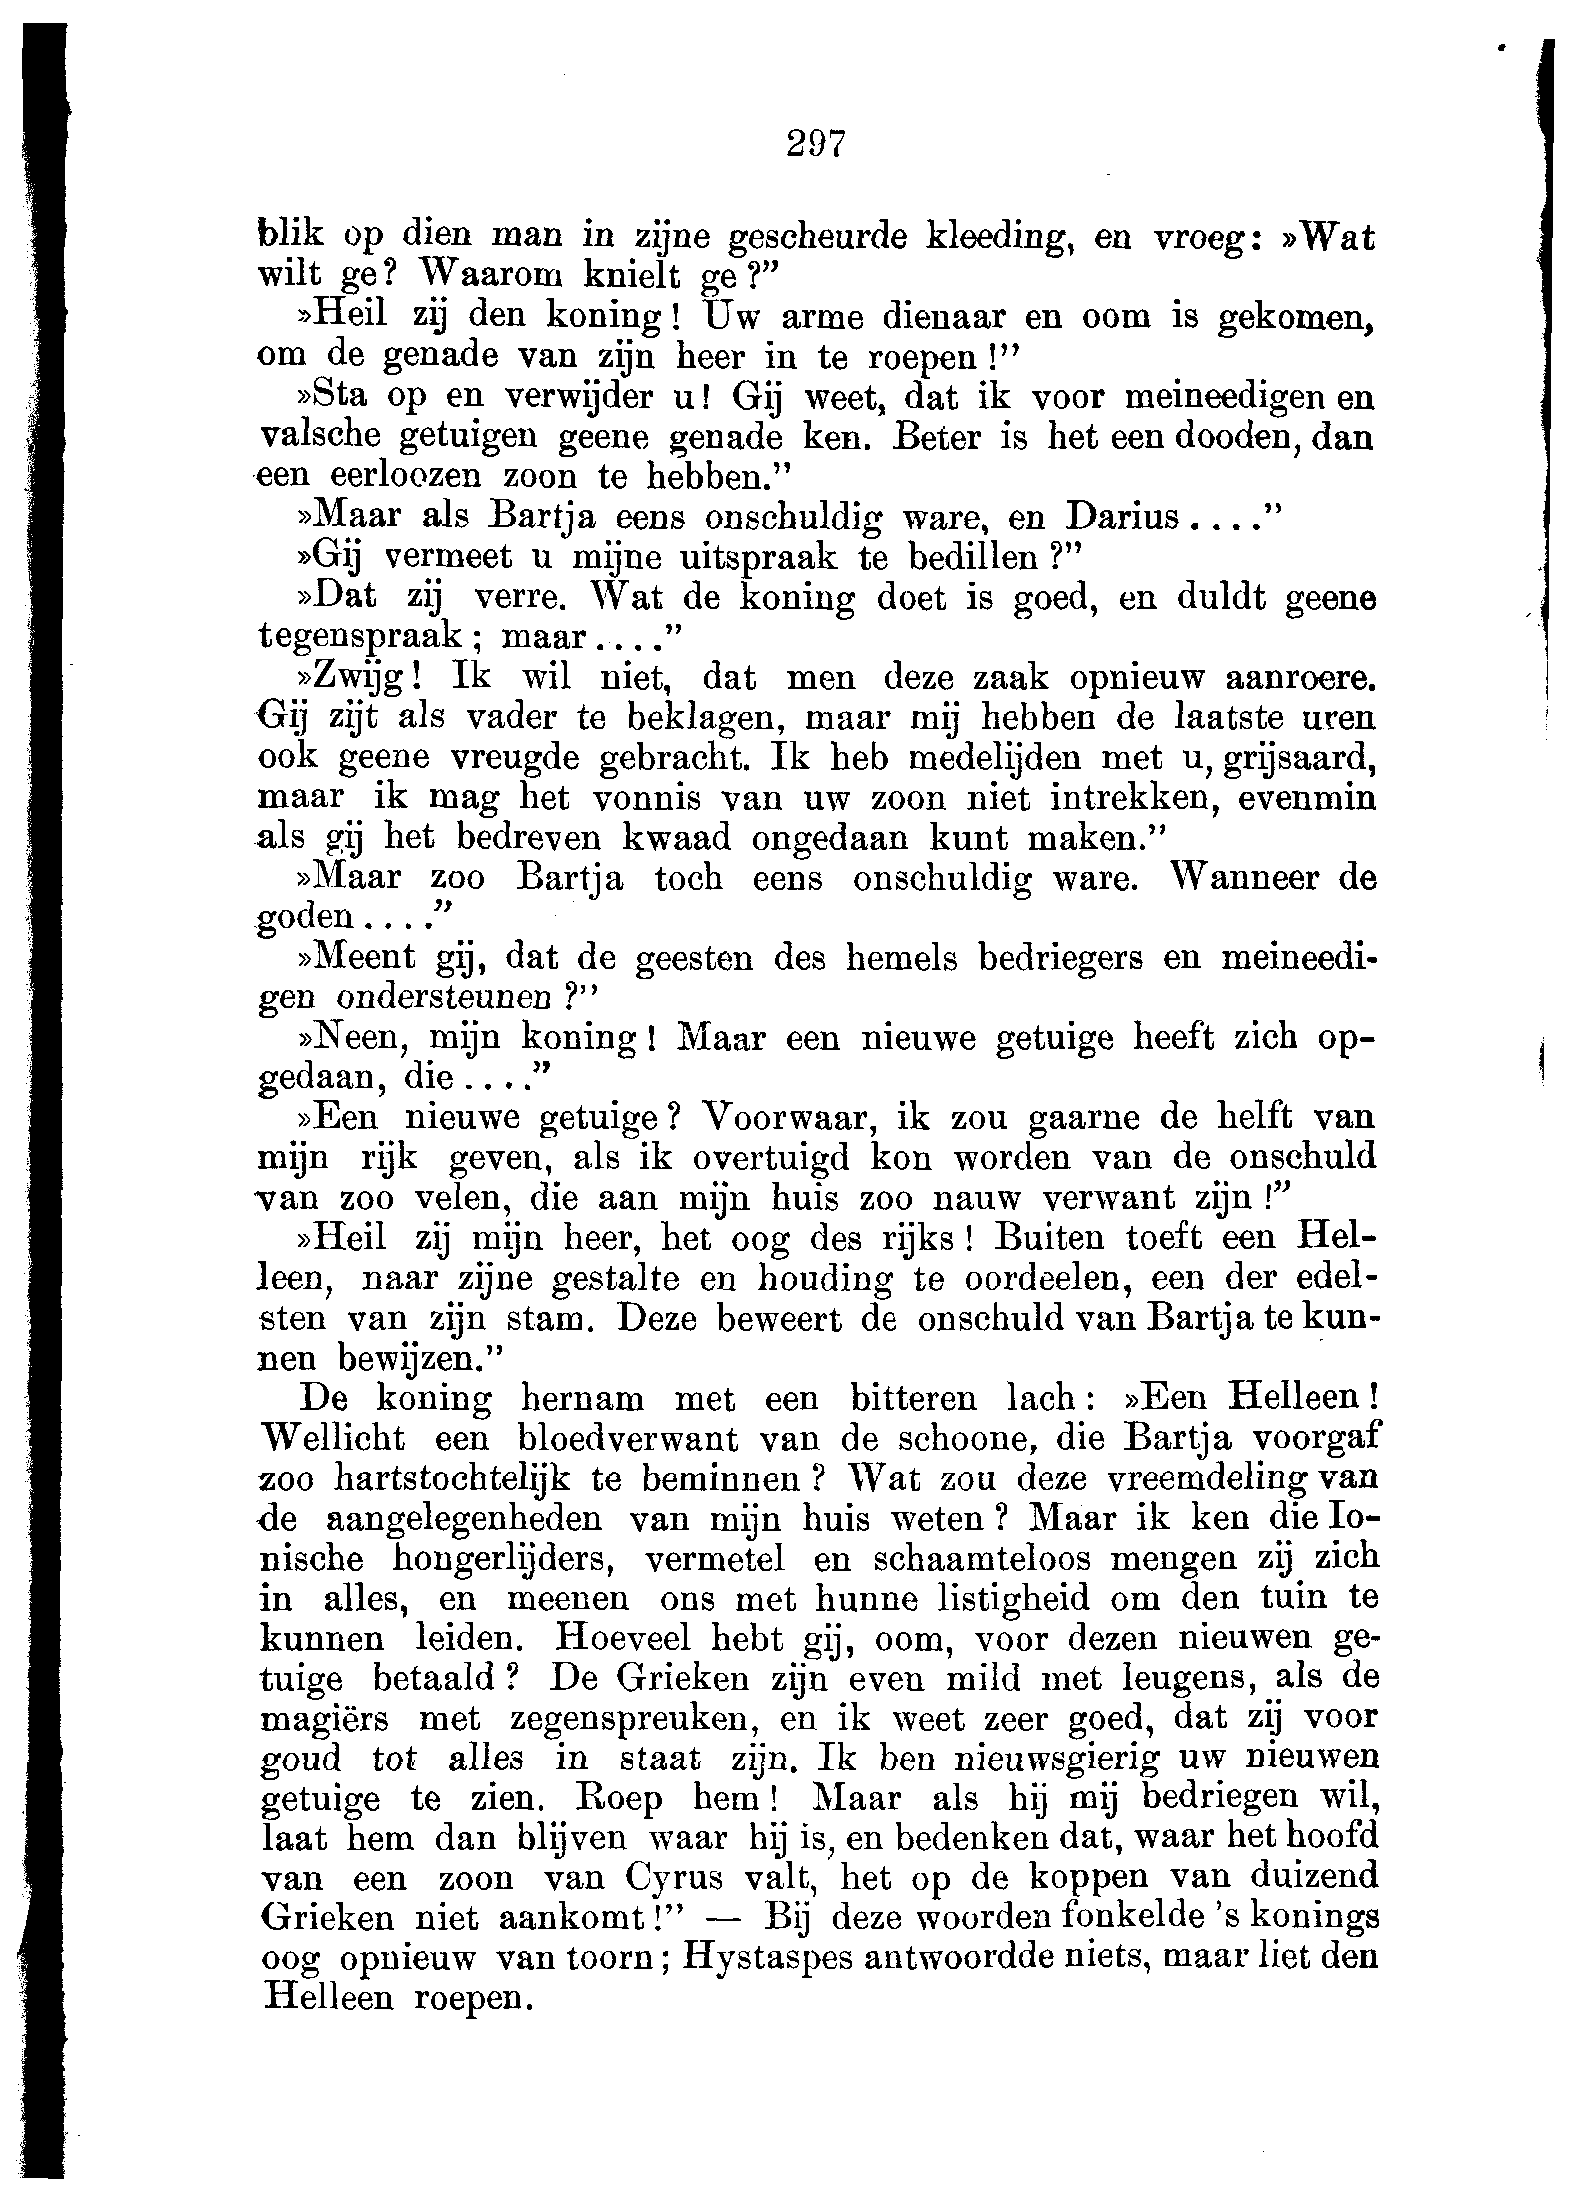 297
blik op dien man in zijne gescheurde kleeding, en vroeg: »Wat
wilt ge? Waarom knielt ge?”
»Heil zij den koning! Uw arme dienaar en oom is gekomen,
om de genade van zijn heer in te roepen!”
»Sta op en verwijder u! Gij weet, dat ik voor meineedigen en
valsche getuigen geene genade ken. Beter is het een dooden, dan
een eerloozen zoon te hebben.”
»Maar als Bartja eens onschuldig ware, en Darius....”
»Gij vermeet u mijne uitspraak te bedillen?”
»Dat zij verre. Wat de koning doet is goed, en duldt geene
tegenspraak; maar....”
»Zwijg! Ik wil niet, dat men deze zaak opnieuw aanroere.
Gij zijt als vader te beklagen, maar mij hebben de laatste uren
ook geene vreugde gebracht. Ik heb medelijden met u, grijsaard,
maar ik mag het vonnis van uw zoon niet intrekken, evenmin
als gij het bedreven kwaad ongedaan kunt maken.”
»Maar zoo Bartja toch eens onschuldig ware. Wanneer de
goden....”
»Meent gij, dat de geesten des hemels bedriegers en meineedi-
gen ondersteunen?”
»Neen, mijn koning! Maar een nieuwe getuige heeft zich op-
gedaan, die....”
»Een nieuwe getuige? Voorwaar, ik zou gaarne de helft van
mijn rijk geven, als ik overtuigd kon worden van de onschuld
van zoo velen, die aan mijn huis zoo nauw verwant zijn!”
»Heil zij mijn heer, het oog des rijks! Buiten toeft een Hel-
leen, naar zijne gestalte en houding te oordeelen, een der edel-
sten van zijn stam. Deze beweert de onschuld van Bartja te kun-
nen bewijzen.”
De koning hernam met een bitteren lach: »Een Helleen!
Wellicht een bloedverwant van de schoone, die Bartja voorgaf
zoo hartstochtelijk te beminnen? Wat zou deze vreemdeling van
de aangelegenheden van mijn huis weten? Maar ik ken die Io-
nische hongerlijders, vermetel en schaamteloos mengen zij zich
in alles, en meenen ons met hunne listigheid om den tuin te
kunnen leiden. Hoeveel hebt gij, oom, voor dezen nieuwen ge-
tuige betaald? De Grieken zijn even mild met leugens, als de
magiërs met zegenspreuken, en ik weet zeer goed, dat zij voor
goud tot alles in staat zijn. Ik ben nieuwsgierig uw nieuwen
getuige te zien. Roep hem! Maar als hij mij bedriegen wil,
laat hem dan blijven waar hij is, en bedenken dat, waar het hoofd
van een zoon van Cyrus valt, het op de koppen van duizend
Grieken niet aankomt!” — Bij deze woorden fonkelde 's konings
oog opnieuw van toorn; Hystaspes antwoordde niets, maar liet den
Helleen roepen.